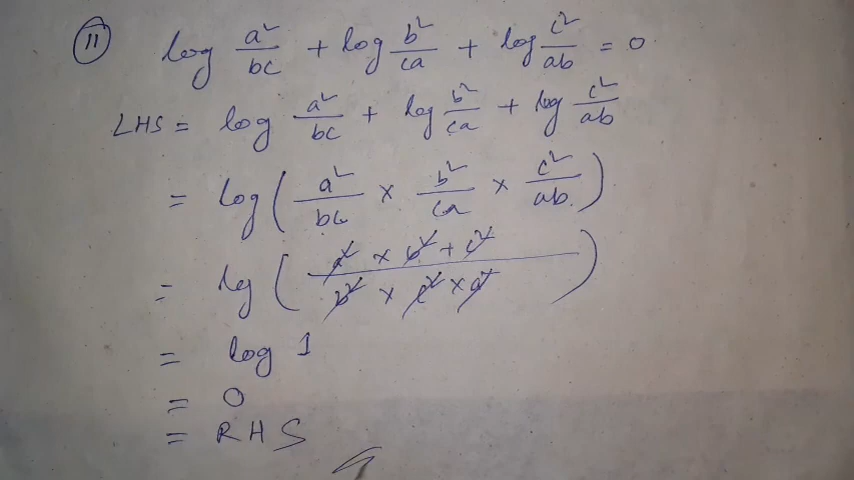 (11) log a²/bc + log b²/ca + log c²/ab = 0
LHS = log a²/bc + log b²/ca + log c²/ab
= log ( a²/bc × b²/ca × c²/ab. )
= log ( a² × b² + c² / b² × c² × a² )
= log 1
= 0
= RHS